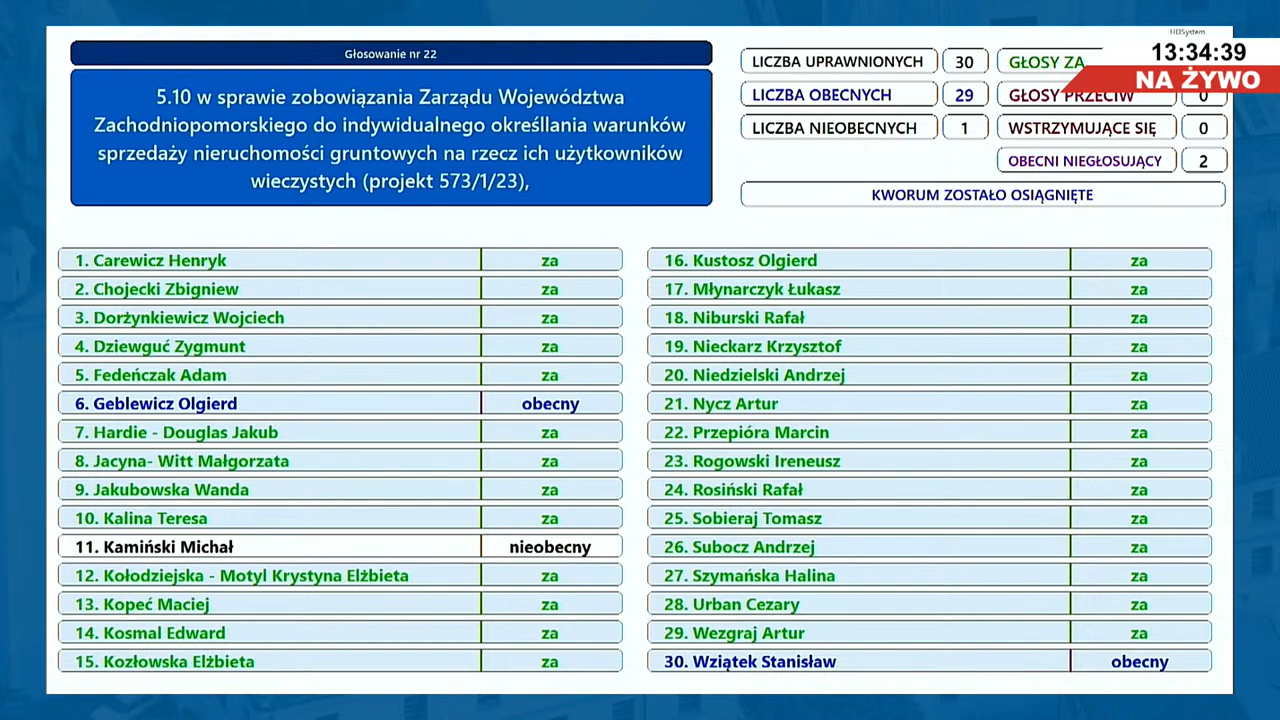 HDSystem
13:34:39
NA ŻYWO
Głosowanie nr 22
5.10 w sprawie zobowiązania Zarządu Województwa
Zachodniopomorskiego do indywidualnego okreśłlania warunków
sprzedaży nieruchomości gruntowych na rzecz ich użytkowników
wieczystych (projekt 573/1/23),
LICZBA UPRAWNIONYCH 30 GŁOSY ZA
LICZBA OBECNYCH 29 GŁOSY PRZECIW 0
LICZBA NIEOBECNYCH 1 WSTRZYMUJĄCE SIĘ 0
OBECNI NIEGŁOSUJĄCY 2
KWORUM ZOSTAŁO OSIĄGNIĘTE
1. Carewicz Henryk za
2. Chojecki Zbigniew za
3. Dorżynkiewicz Wojciech za
4. Dziewguć Zygmunt za
5. Fedeńczak Adam za
6. Geblewicz Olgierd obecny
7. Hardie - Douglas Jakub za
8. Jacyna- Witt Małgorzata za
9. Jakubowska Wanda za
10. Kalina Teresa za
11. Kamiński Michał nieobecny
12. Kołodziejska - Motyl Krystyna Elżbieta za
13. Kopeć Maciej za
14. Kosmal Edward za
15. Kozłowska Elżbieta za
16. Kustosz Olgierd za
17. Młynarczyk Łukasz za
18. Niburski Rafał za
19. Nieckarz Krzysztof za
20. Niedzielski Andrzej za
21. Nycz Artur za
22. Przepióra Marcin za
23. Rogowski Ireneusz za
24. Rosiński Rafał za
25. Sobieraj Tomasz za
26. Subocz Andrzej za
27. Szymańska Halina za
28. Urban Cezary za
29. Wezgraj Artur za
30. Wziątek Stanisław obecny